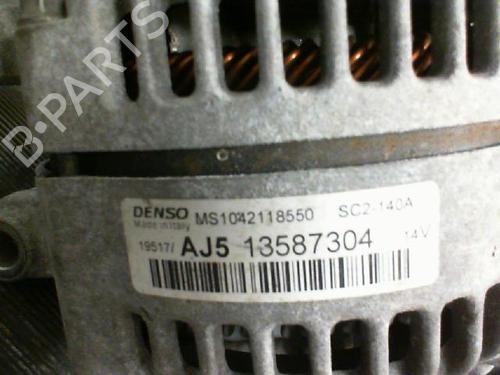 B-PARTS
DENSO MS1042118550 SC2-140A
Made in Italy
19517/ AJ5 13587304 14V